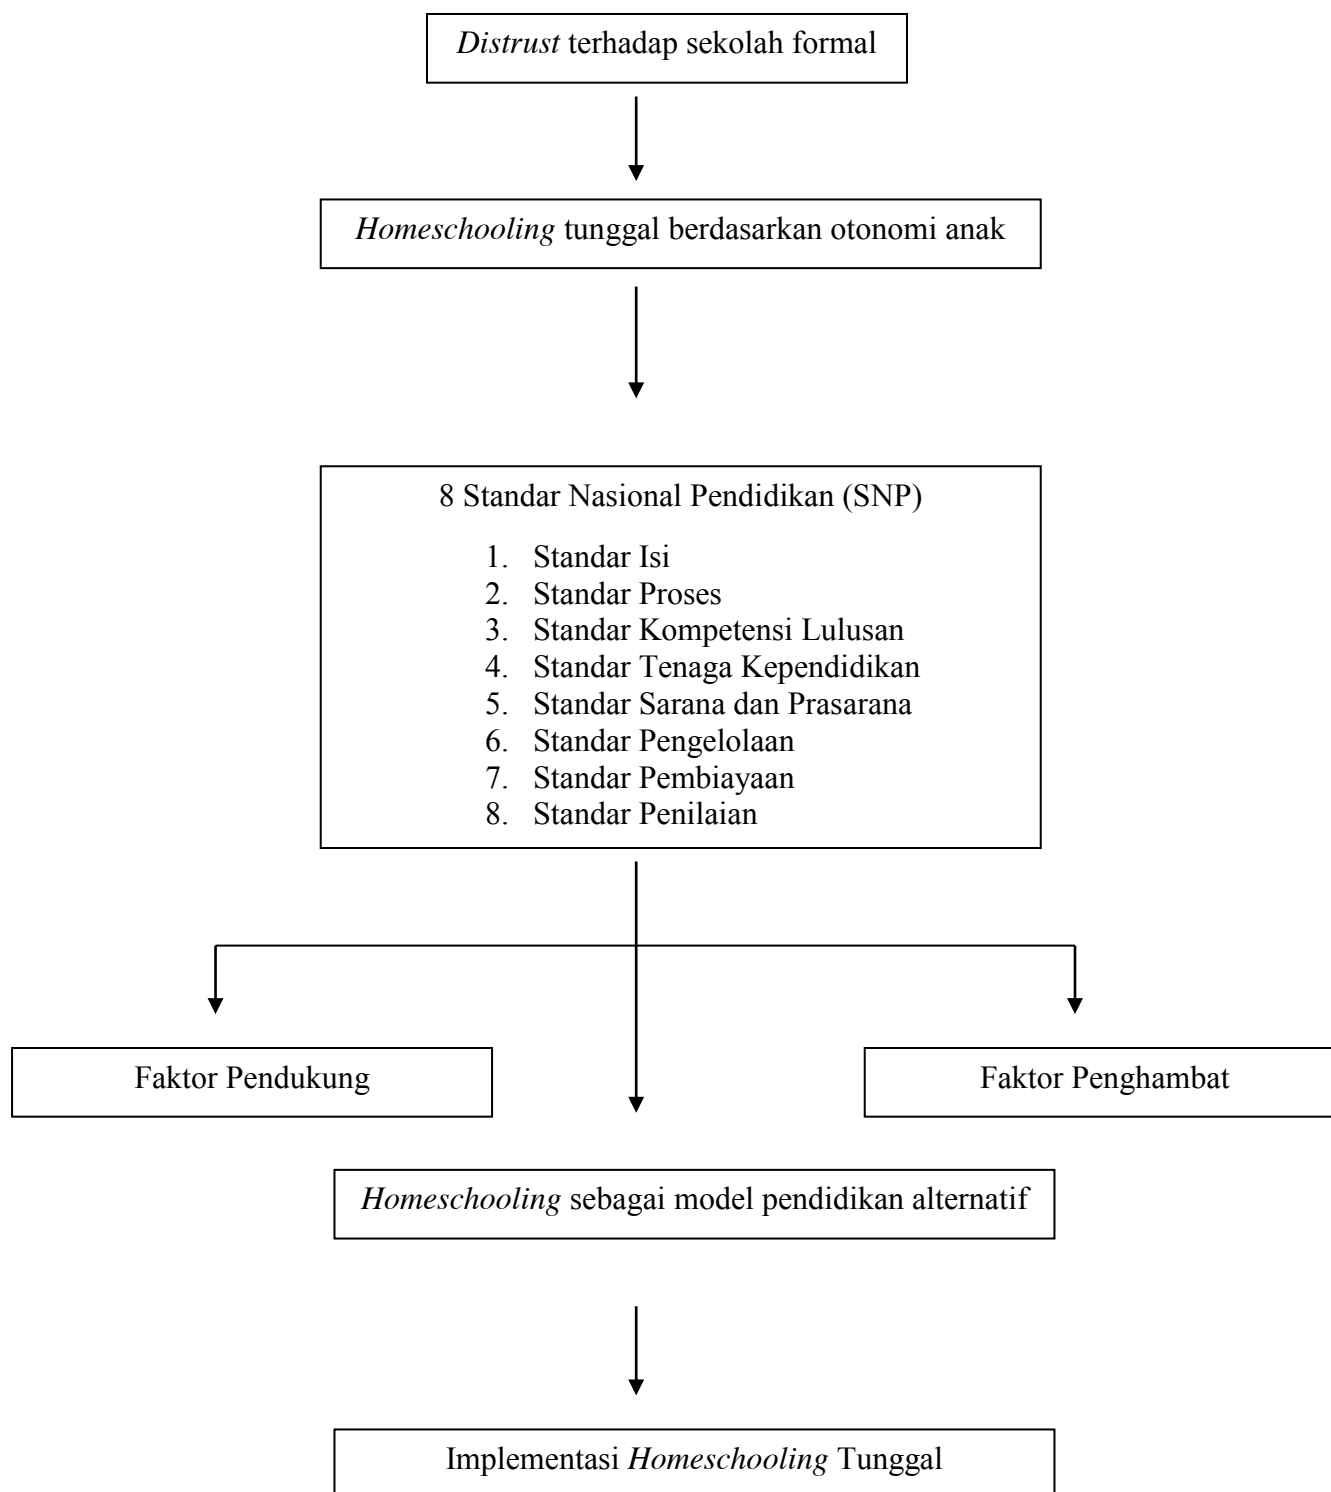 Distrust terhadap sekolah formal
Homeschooling tunggal berdasarkan otonomi anak
8 Standar Nasional Pendidikan (SNP)
1. Standar Isi
2. Standar Proses
3. Standar Kompetensi Lulusan
4. Standar Tenaga Kependidikan
5. Standar Sarana dan Prasarana
6. Standar Pengelolaan
7. Standar Pembiayaan
8. Standar Penilaian
Faktor Pendukung
Faktor Penghambat
Homeschooling sebagai model pendidikan alternatif
Implementasi Homeschooling Tunggal